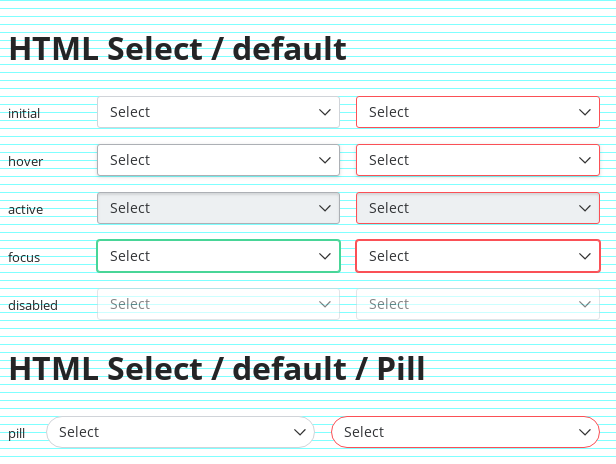 HTML Select / default
initial Select Select
hover Select Select
active Select Select
focus Select Select
disabled Select Select
HTML Select / default / Pill
pill Select Select